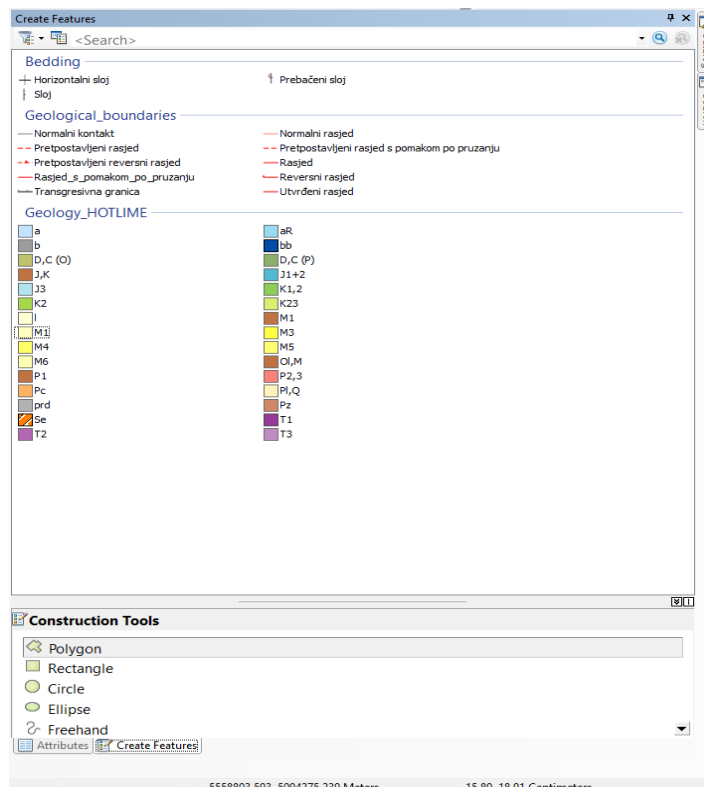 Create Features
<Search>
Bedding
Horizontalni sloj
Prebačeni sloj
Sloj
Geological_boundaries
Normalni kontakt
Normalni rasjed
Pretpostavljeni rasjed
Pretpostavljeni rasjed s pomakom po pruzanju
Pretpostavljeni reversni rasjed
Rasjed
Rasjed_s_pomakom_po_pruzanju
Reversni rasjed
Transgresivna granica
Utvrđeni rasjed
Geology_HOTLIME
a
aR
b
bb
D,C (O)
D,C (P)
J,K
J1+2
J3
K1,2
K2
K23
l
M1
M1
M3
M4
M5
M6
Ol,M
P1
P2,3
Pc
Pl,Q
prd
Pz
Se
T1
T2
T3
Construction Tools
Polygon
Rectangle
Circle
Ellipse
Freehand
Attributes
Create Features